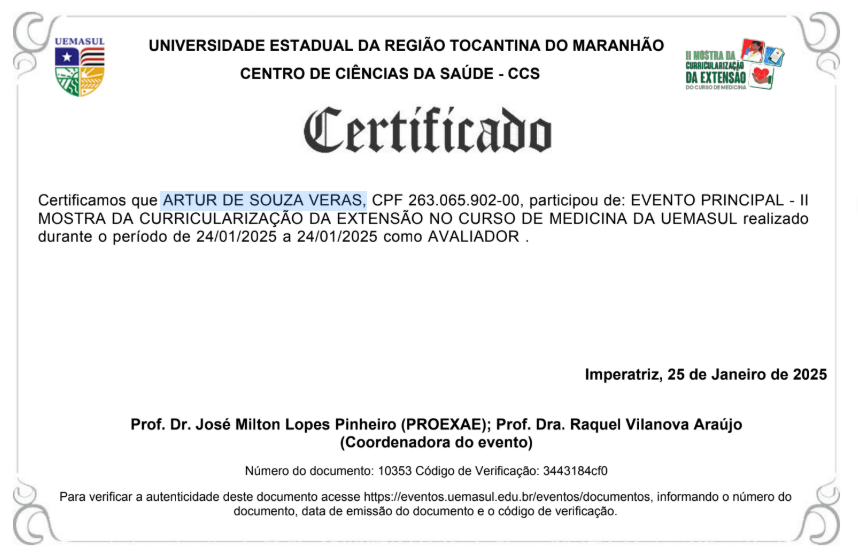 UEMASUL
UNIVERSIDADE ESTADUAL DA REGIÃO TOCANTINA DO MARANHÃO
CENTRO DE CIÊNCIAS DA SAÚDE - CCS
II MOSTRA DA
CURRICULARIZAÇÃO
DA EXTENSÃO
DO CURSO DE MEDICINA
Certificado
Certificamos que ARTUR DE SOUZA VERAS, CPF 263.065.902-00, participou de: EVENTO PRINCIPAL - II
MOSTRA DA CURRICULARIZAÇÃO DA EXTENSÃO NO CURSO DE MEDICINA DA UEMASUL realizado
durante o período de 24/01/2025 a 24/01/2025 como AVALIADOR .
Imperatriz, 25 de Janeiro de 2025
Prof. Dr. José Milton Lopes Pinheiro (PROEXAE); Prof. Dra. Raquel Vilanova Araújo
(Coordenadora do evento)
Número do documento: 10353 Código de Verificação: 3443184cf0
Para verificar a autenticidade deste documento acesse https://eventos.uemasul.edu.br/eventos/documentos, informando o número do
documento, data de emissão do documento e o código de verificação.